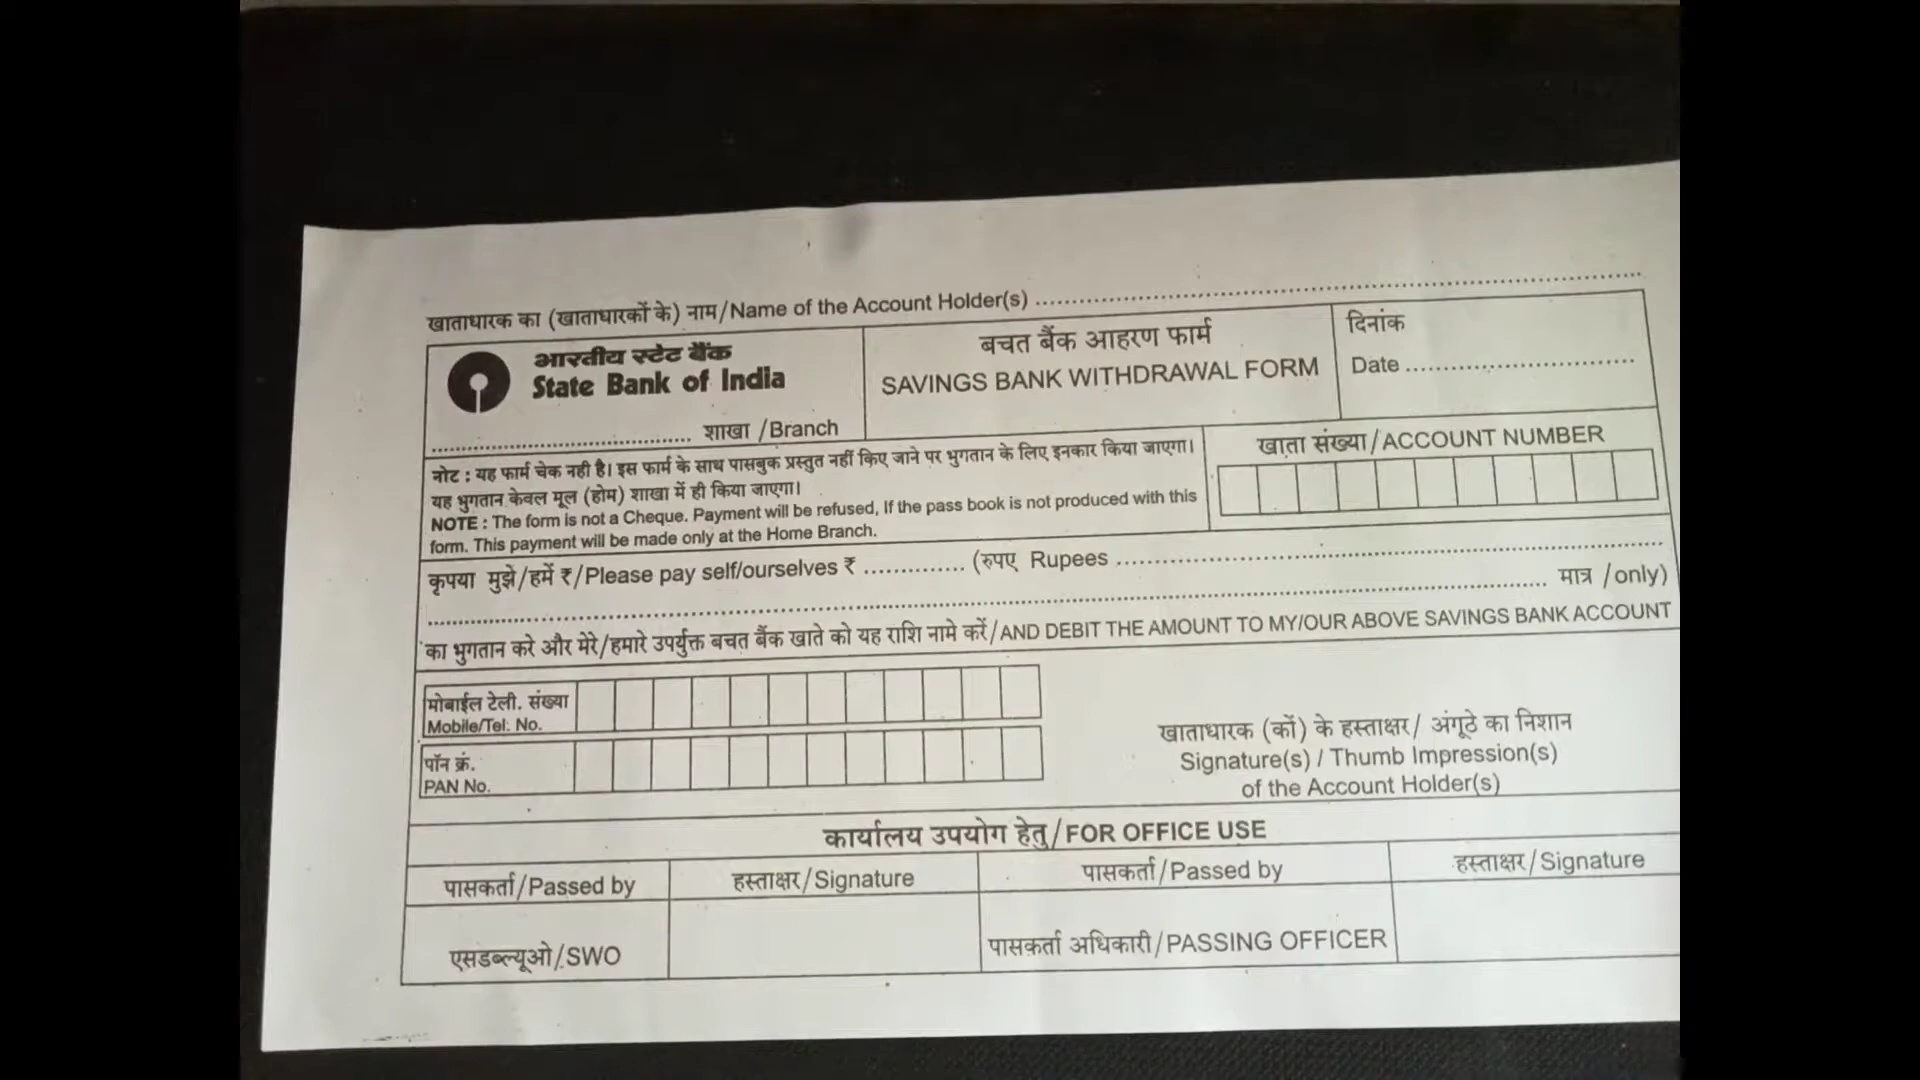 खाताधारक का (खाताधारकों के) नाम/Name of the Account Holder(s) ........................................
भारतीय स्टेट बैंक
State Bank of India
........................................ शाखा /Branch
बचत बैंक आहरण फार्म
SAVINGS BANK WITHDRAWAL FORM
दिनांक
Date ........................................
नोट : यह फार्म चेक नही है। इस फार्म के साथ पासबुक प्रस्तुत नहीं किए जाने पर भुगतान के लिए इनकार किया जाएगा।
यह भुगतान केवल मूल (होम) शाखा में ही किया जाएगा।
NOTE : The form is not a Cheque. Payment will be refused, If the pass book is not produced with this
form. This payment will be made only at the Home Branch.
खाता संख्या/ACCOUNT NUMBER
कृपया मुझे/हमें ₹/Please pay self/ourselves ₹ ............. (रुपए Rupees ........................................
........................................ मात्र /only)
का भुगतान करे और मेरे/हमारे उपर्युक्त बचत बैंक खाते को यह राशि नामे करें/AND DEBIT THE AMOUNT TO MY/OUR ABOVE SAVINGS BANK ACCOUNT
मोबाईल टेली. संख्या
Mobile/Tel. No.
पॉन क्रं.
PAN No.
खाताधारक (कों) के हस्ताक्षर/ अंगूठे का निशान
Signature(s) / Thumb Impression(s)
of the Account Holder(s)
कार्यालय उपयोग हेतु/FOR OFFICE USE
पासकर्ता/Passed by हस्ताक्षर/Signature पासकर्ता/Passed by हस्ताक्षर/Signature
एसडब्ल्यूओ/SWO पासकर्ता अधिकारी/PASSING OFFICER